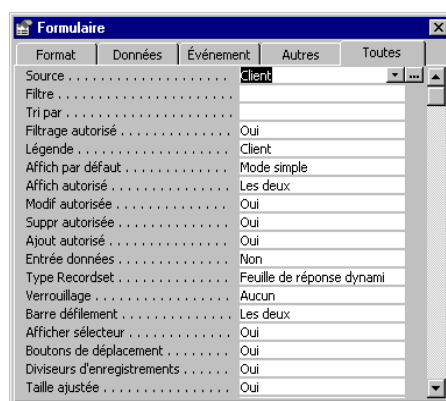 Formulaire
Format Données Événement Autres Toutes
Source . . . . . . . . . . . . . . . . . . . . . Client
Filtre . . . . . . . . . . . . . . . . . . . . . .
Tri par . . . . . . . . . . . . . . . . . . . . .
Filtrage autorisé . . . . . . . . . . . . . . Oui
Légende . . . . . . . . . . . . . . . . . . . Client
Affich par défaut . . . . . . . . . . . . . Mode simple
Affich autorisé . . . . . . . . . . . . . . . Les deux
Modif autorisée . . . . . . . . . . . . . . . Oui
Suppr autorisée . . . . . . . . . . . . . . Oui
Ajout autorisé . . . . . . . . . . . . . . . . Oui
Entrée données . . . . . . . . . . . . . . . Non
Type Recordset . . . . . . . . . . . . . . . Feuille de réponse dynami
Verrouillage . . . . . . . . . . . . . . . . . Aucun
Barre défilement . . . . . . . . . . . . . . Les deux
Afficher sélecteur . . . . . . . . . . . . . Oui
Boutons de déplacement . . . . . . . . Oui
Diviseurs d'enregistrements . . . . . . Oui
Taille ajustée . . . . . . . . . . . . . . . . . Oui